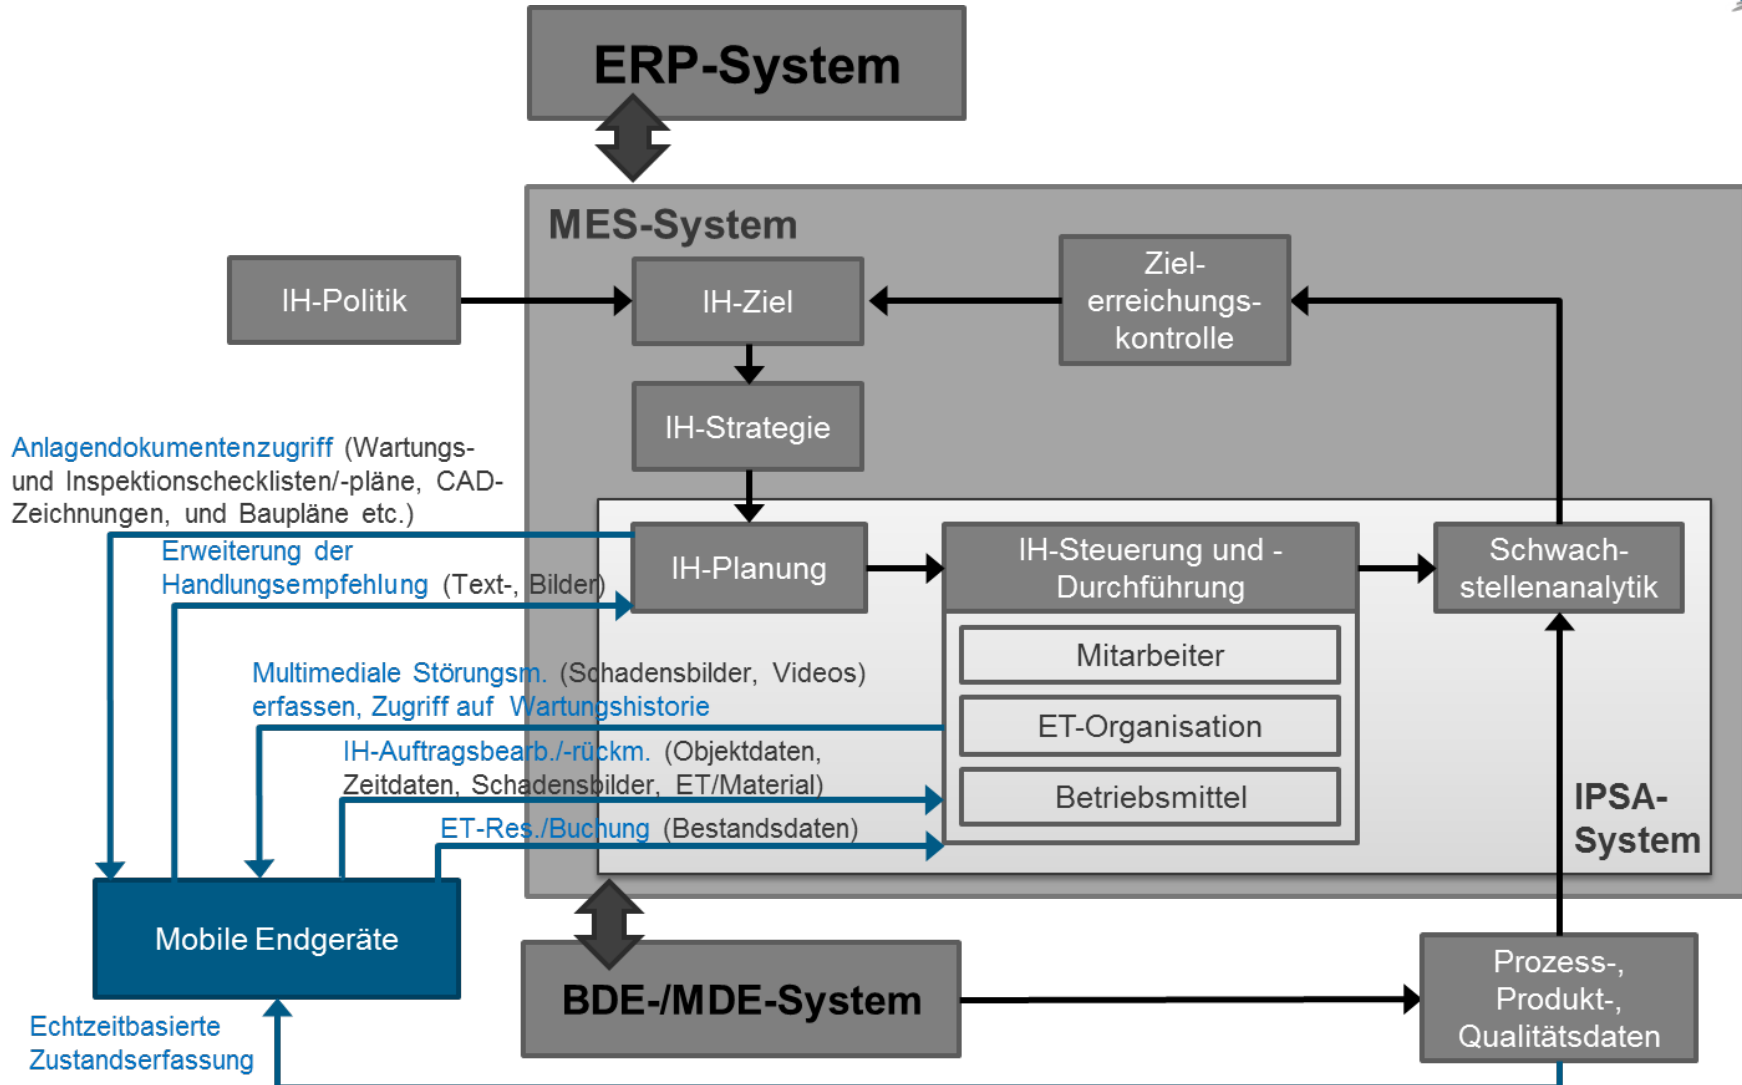 ERP-System
MES-System
IH-Politik
IH-Ziel
Ziel-
erreichungs-
kontrolle
IH-Strategie
Anlagendokumentenzugriff (Wartungs-
und Inspektionschecklisten/-pläne, CAD-
Zeichnungen, und Baupläne etc.)
Erweiterung der
Handlungsempfehlung (Text-, Bilder)
IH-Planung
IH-Steuerung und -
Durchführung
Schwach-
stellenanalytik
Mitarbeiter
ET-Organisation
Betriebsmittel
Multimediale Störungsm. (Schadensbilder, Videos)
erfassen, Zugriff auf Wartungshistorie
IH-Auftragsbearb./-rückm. (Objektdaten,
Zeitdaten, Schadensbilder, ET/Material)
ET-Res./Buchung (Bestandsdaten)
IPSA-
System
Mobile Endgeräte
BDE-/MDE-System
Prozess-,
Produkt-,
Qualitätsdaten
Echtzeitbasierte
Zustandserfassung